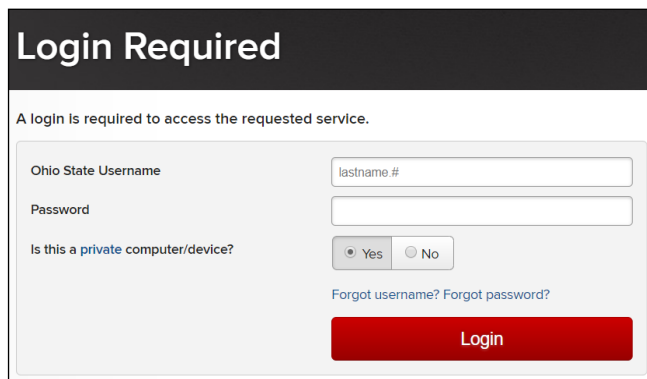 Login Required
A login is required to access the requested service.
Ohio State Username
lastname.#
Password
Is this a private computer/device?
Yes No
Forgot username? Forgot password?
Login